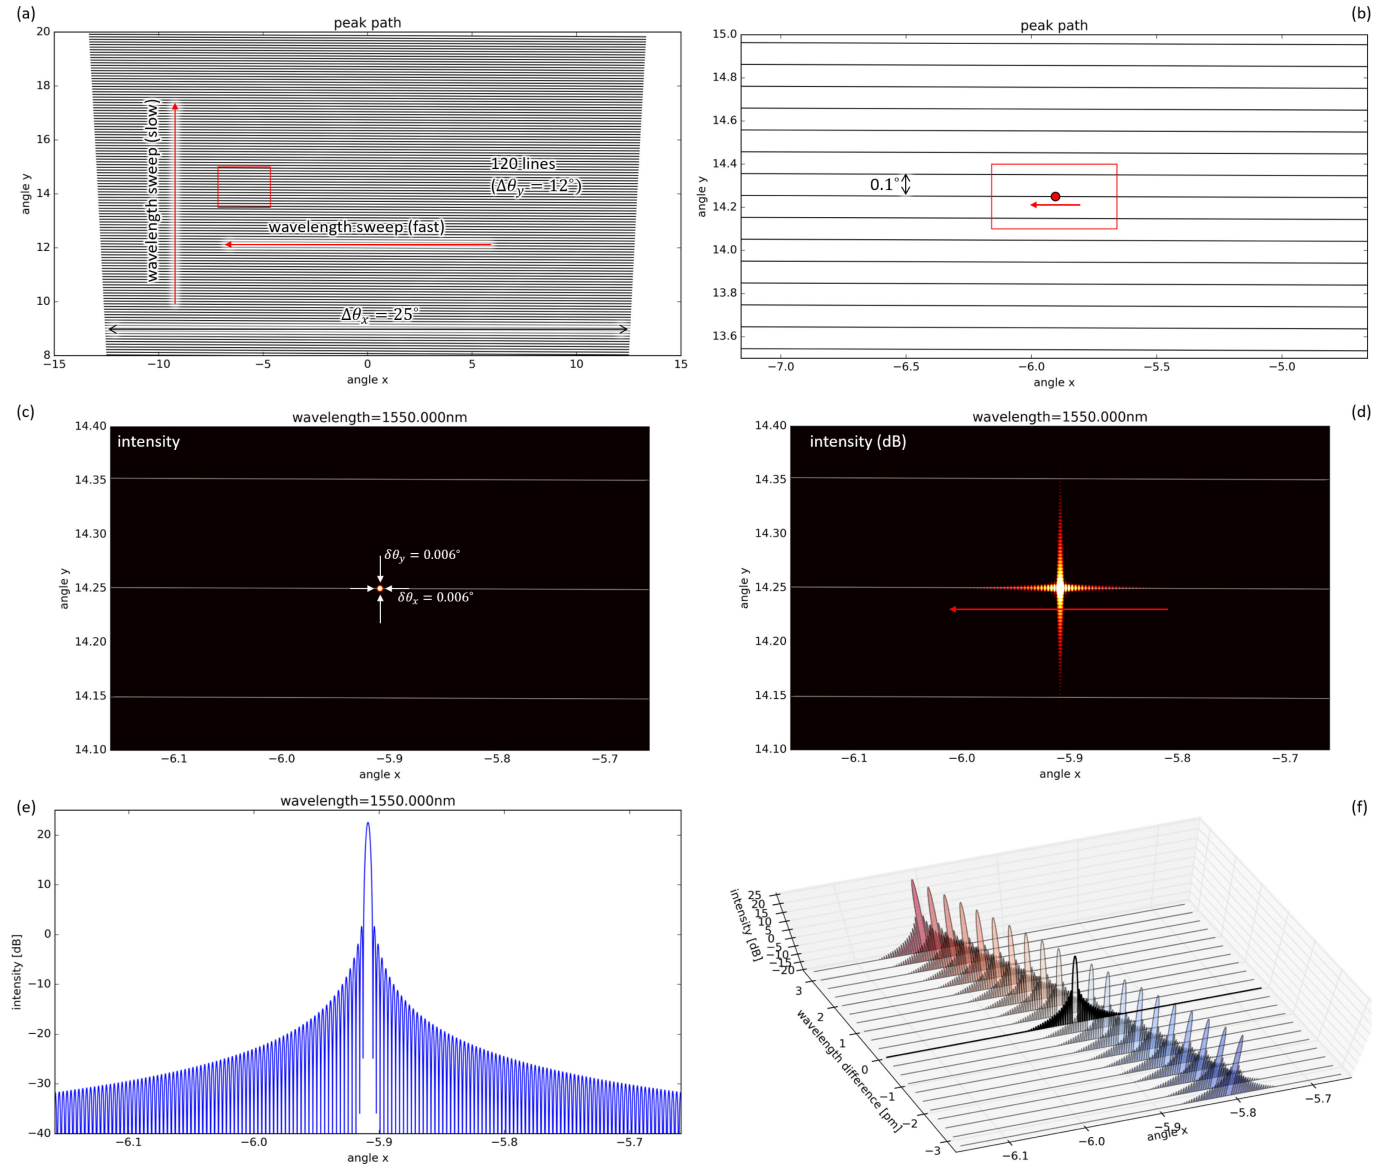 (a)
peak path
20
18
16
14
12
10
8
angle y
wavelength sweep (slow)
120 lines
(Δθy = 12°)
wavelength sweep (fast)
Δθx = 25°
−15
−10
−5
0
5
10
15
angle x
(b)
peak path
15.0
14.8
14.6
14.4
14.2
14.0
13.8
13.6
angle y
0.1°
−7.0
−6.5
−6.0
−5.5
−5.0
angle x
(c)
wavelength=1550.000nm
intensity
14.40
14.35
14.30
14.25
14.20
14.15
14.10
angle y
δθy = 0.006°
δθx = 0.006°
−6.1
−6.0
−5.9
−5.8
−5.7
angle x
(d)
wavelength=1550.000nm
intensity (dB)
14.40
14.35
14.30
14.25
14.20
14.15
14.10
angle y
−6.1
−6.0
−5.9
−5.8
−5.7
angle x
(e)
wavelength=1550.000nm
20
10
0
−10
−20
−30
−40
intensity [dB]
−6.1
−6.0
−5.9
−5.8
−5.7
angle x
(f)
intensity [dB]
25
20
15
10
5
0
−5
−10
−15
−20
3
2
1
0
−1
−2
−3
wavelength difference [pm]
−6.1
−6.0
−5.9
−5.8
−5.7
angle x